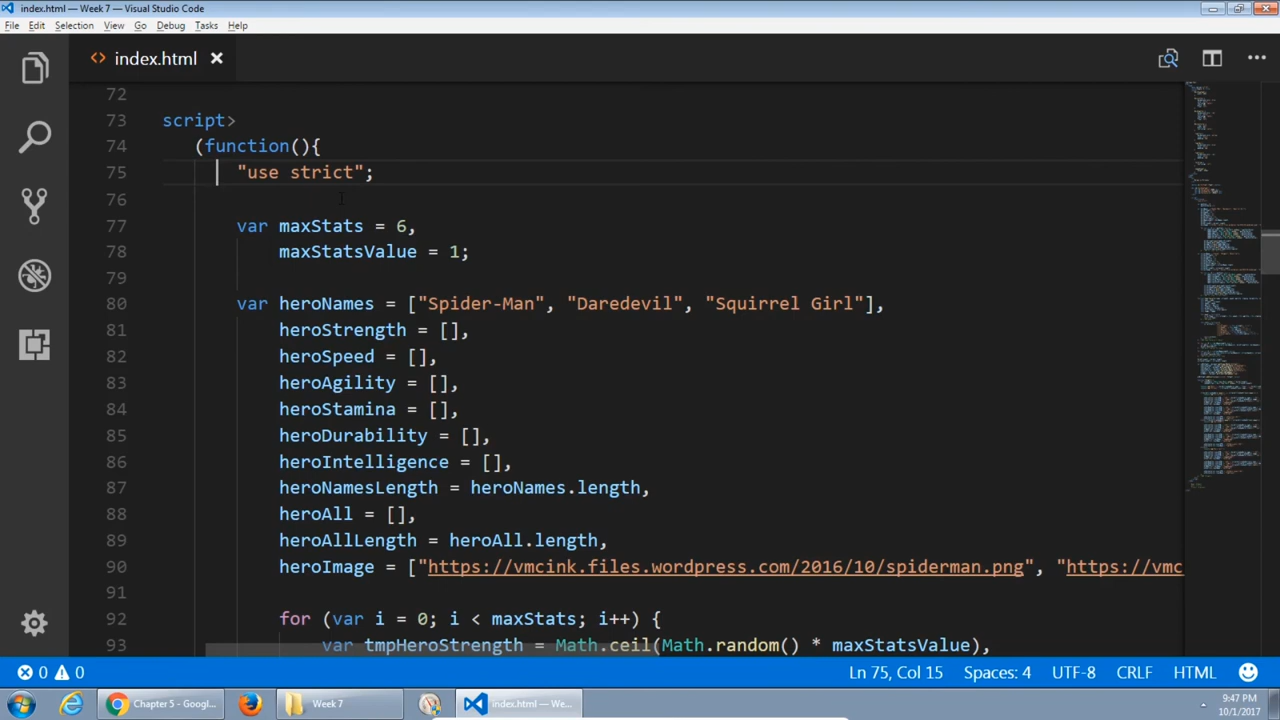 index.html — Week 7 — Visual Studio Code
File Edit Selection View Go Debug Tasks Help
index.html
72
73 script>
74 (function(){
75 "use strict";
76
77 var maxStats = 6,
78 maxStatsValue = 1;
79
80 var heroNames = ["Spider-Man", "Daredevil", "Squirrel Girl"],
81 heroStrength = [],
82 heroSpeed = [],
83 heroAgility = [],
84 heroStamina = [],
85 heroDurability = [],
86 heroIntelligence = [],
87 heroNamesLength = heroNames.length,
88 heroAll = [],
89 heroAllLength = heroAll.length,
90 heroImage = ["https://vmcink.files.wordpress.com/2016/10/spiderman.png", "https://vmc
91
92 for (var i = 0; i < maxStats; i++) {
93 var tmpHeroStrength = Math.ceil(Math.random() * maxStatsValue),
0 0 Ln 75, Col 15 Spaces: 4 UTF-8 CRLF HTML
Chapter 5 - Googl... Week 7 index.html — We... 9:47 PM
10/1/2017